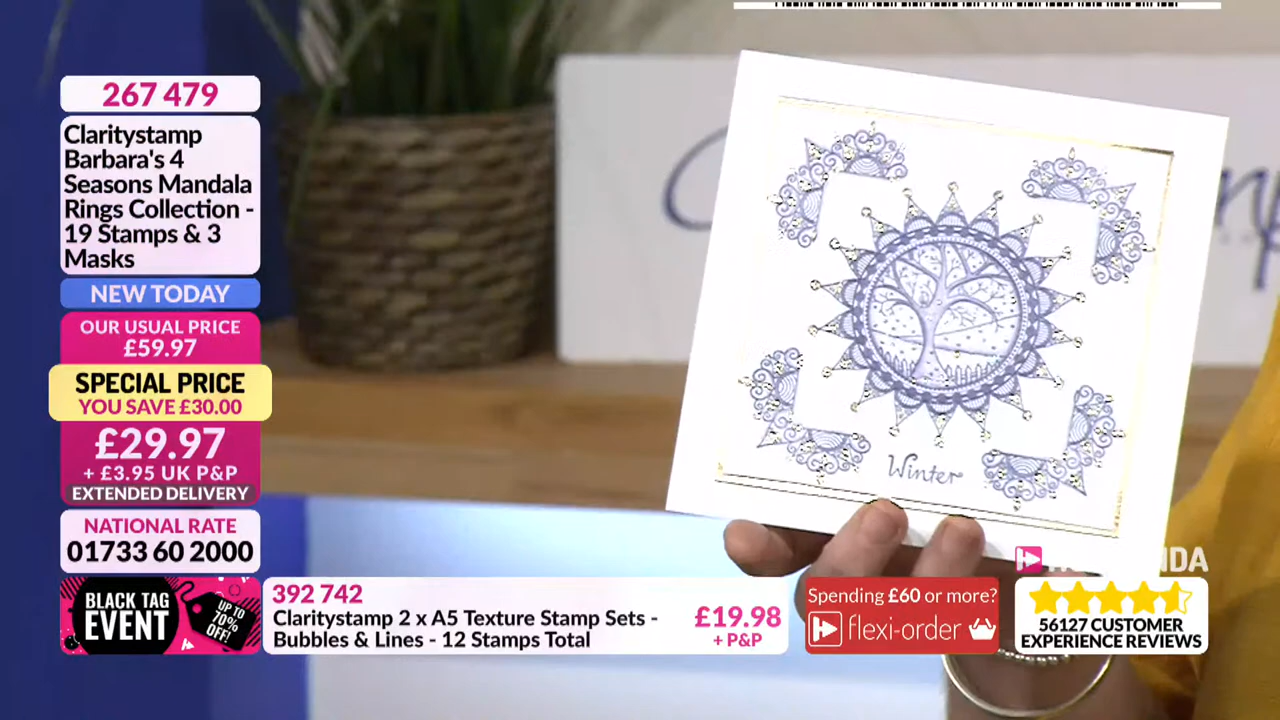 267 479
Claritystamp
Barbara's 4
Seasons Mandala
Rings Collection -
19 Stamps & 3
Masks
NEW TODAY
OUR USUAL PRICE
£59.97
SPECIAL PRICE
YOU SAVE £30.00
£29.97
+ £3.95 UK P&P
EXTENDED DELIVERY
NATIONAL RATE
01733 60 2000
Winter
BLACK TAG
EVENT
UP TO
70%
OFF!
392 742
Claritystamp 2 x A5 Texture Stamp Sets -
Bubbles & Lines - 12 Stamps Total
£19.98
+ P&P
Spending £60 or more?
flexi-order
56127 CUSTOMER
EXPERIENCE REVIEWS